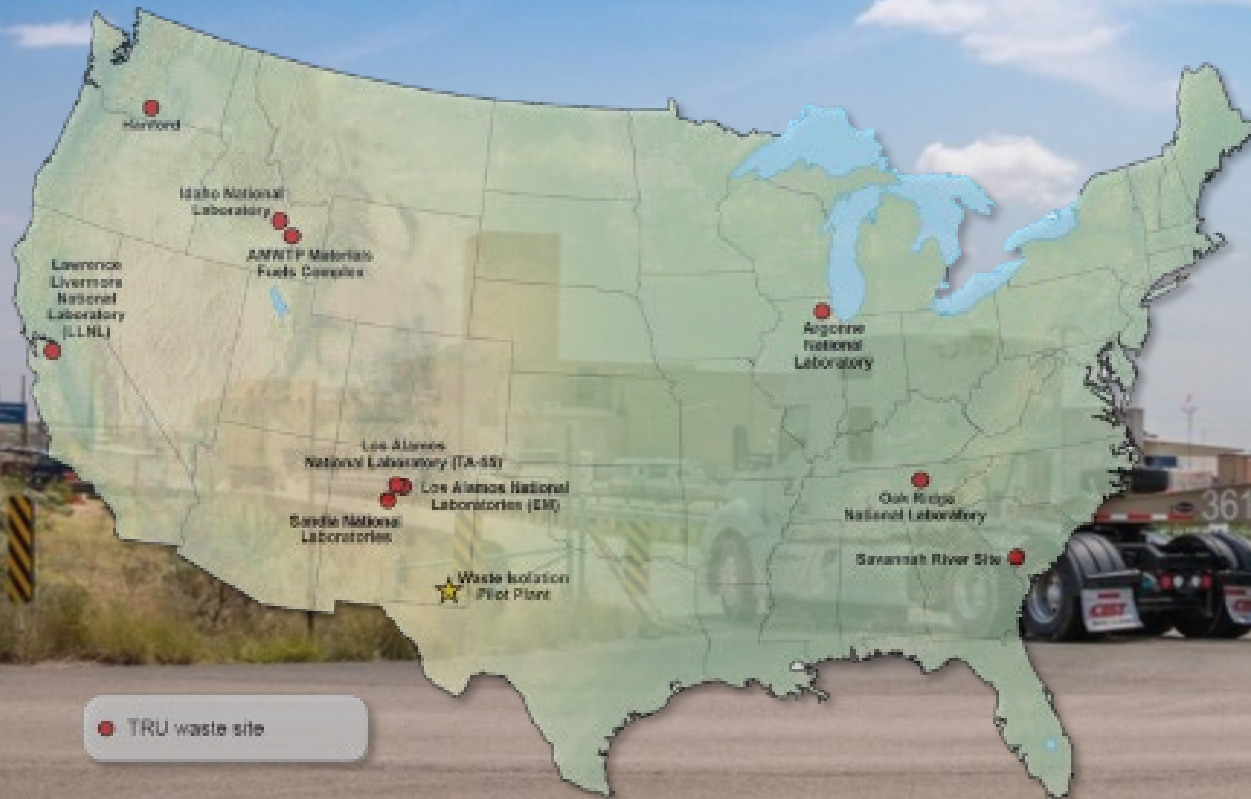 Hanford
Idaho National
Laboratory
AMWTP Materials
Fuels Complex
Lawrence
Livermore
National
Laboratory
(LLNL)
Argonne
National
Laboratory
Los Alamos
National Laboratory (TA-55)
Los Alamos National
Laboratories (EM)
Sandia National
Laboratories
Oak Ridge
National Laboratory
Savannah River Site
Waste Isolation
Pilot Plant
TRU waste site
361
CAST